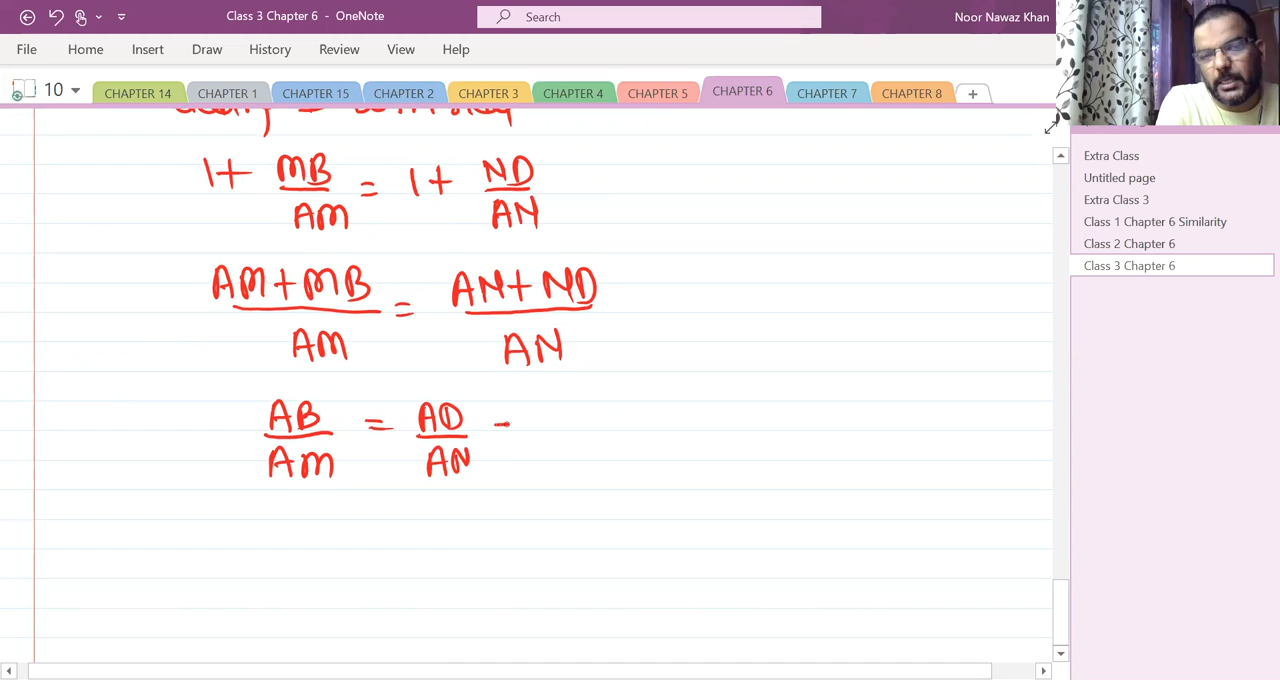 Class 3 Chapter 6 - OneNote
Search
Noor Nawaz Khan
File Home Insert Draw History Review View Help
10 CHAPTER 14 CHAPTER 1 CHAPTER 15 CHAPTER 2 CHAPTER 3 CHAPTER 4 CHAPTER 5 CHAPTER 6 CHAPTER 7 CHAPTER 8 +
Extra Class
Untitled page
Extra Class 3
Class 1 Chapter 6 Similarity
Class 2 Chapter 6
Class 3 Chapter 6
1 + MB/AM = 1 + ND/AN
AM + MB/AM = AN + ND/AN
AB/AM = AD/AN -